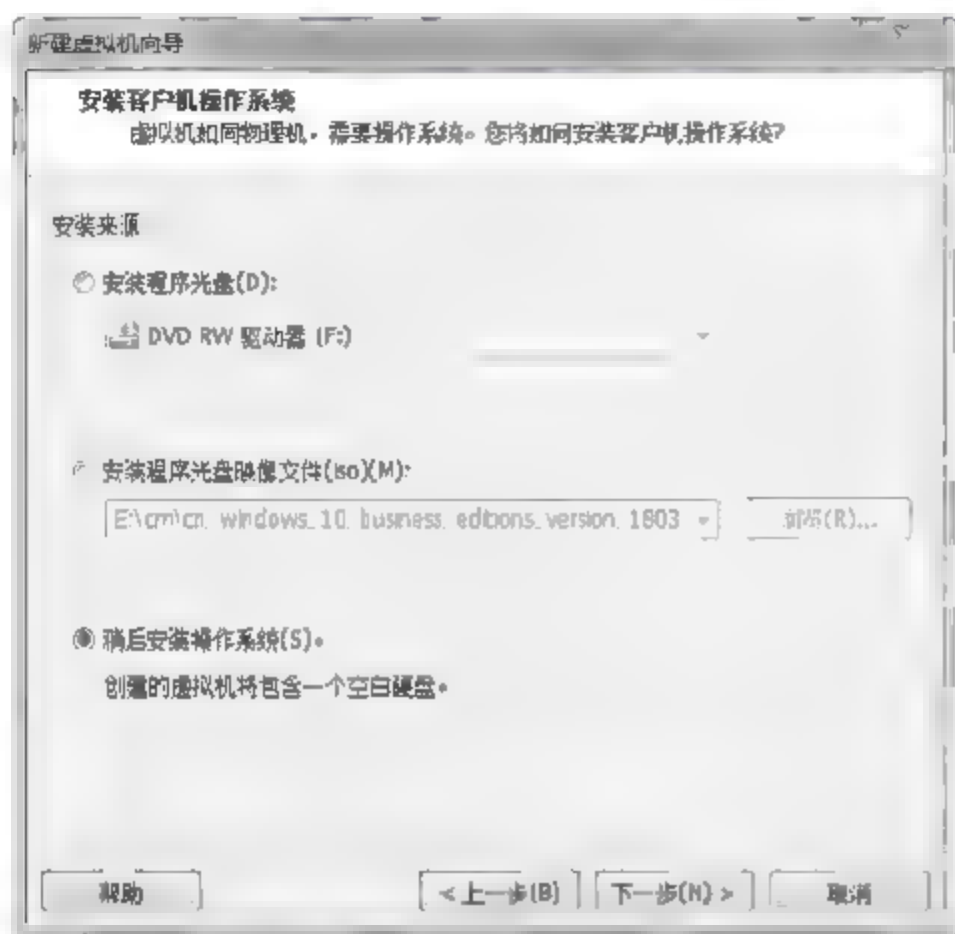 新建虚拟机向导
安装客户机操作系统
虚拟机如同物理机,需要操作系统。您将如何安装客户机操作系统?
安装来源
安装程序光盘(D):
DVD RW 驱动器 (F:)
安装程序光盘映像文件(iso)(M):
E:\cm\cn_windows_10_business_editions_version_1803
浏览(R)...
稍后安装操作系统(S)。
创建的虚拟机将包含一个空白硬盘。
帮助
< 上一步(B)
下一步(N) >
取消